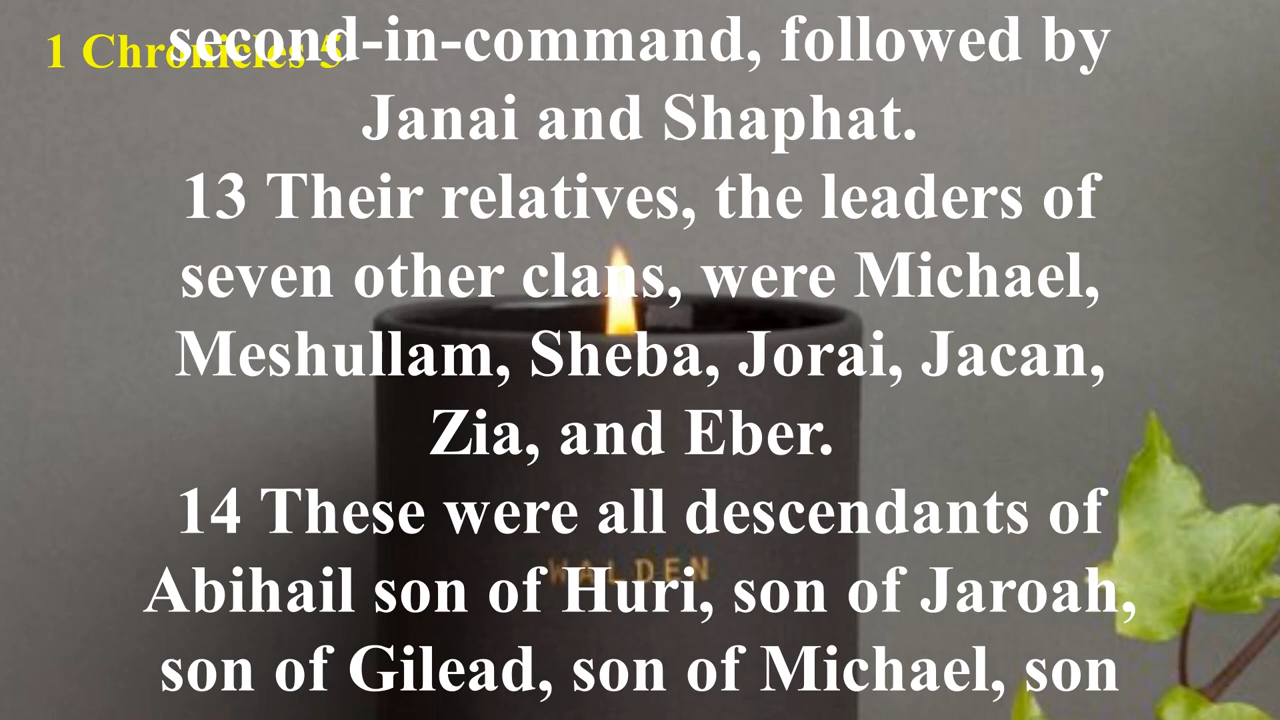 1 Chronicles 5
second-in-command, followed by
Janai and Shaphat.
13 Their relatives, the leaders of
seven other clans, were Michael,
Meshullam, Sheba, Jorai, Jacan,
Zia, and Eber.
14 These were all descendants of
WALDEN
Abihail son of Huri, son of Jaroah,
son of Gilead, son of Michael, son